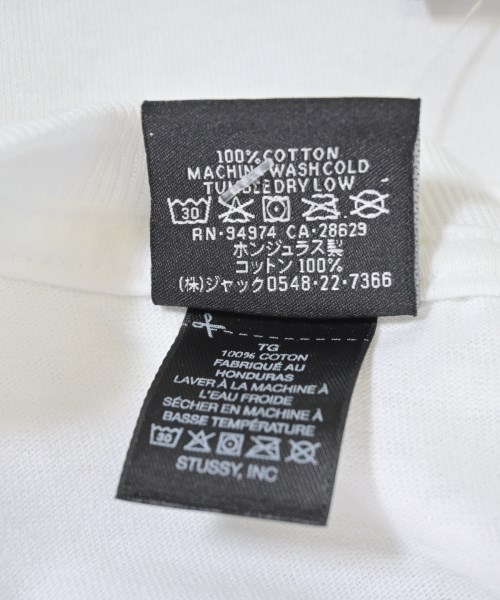 100% COTTON
MACHINE WASH COLD
TUMBLE DRY LOW
30
RN·94974 CA·28629
ホンジュラス製
コットン 100%
(株)ジャック0548·22·7366
TG
100% COTON
FABRIQUÉ AU
HONDURAS
LAVER À LA MACHINE À
L'EAU FROIDE
SÉCHER EN MACHINE À
BASSE TEMPÉRATURE
30
STUSSY, INC